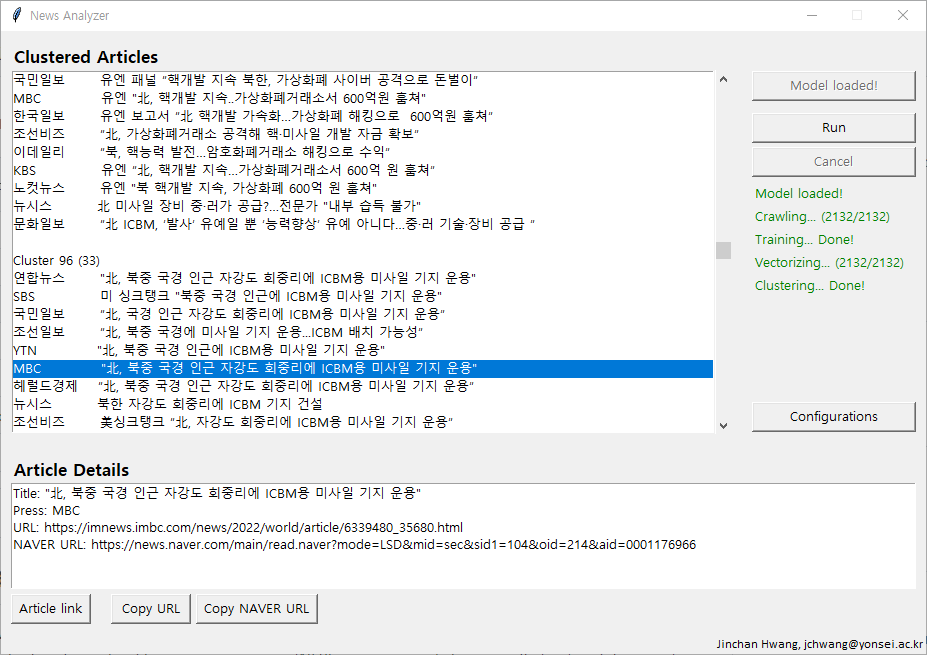 News Analyzer
Clustered Articles
국민일보 유엔 패널 “핵개발 지속 북한, 가상화폐 사이버 공격으로 돈벌이”
MBC 유엔 "北, 핵개발 지속..가상화폐거래소서 600억원 훔쳐"
한국일보 유엔 보고서 “北 핵개발 가속화…가상화폐 해킹으로 600억원 훔쳐”
조선비즈 “北, 가상화폐거래소 공격해 핵·미사일 개발 자금 확보”
이데일리 “북, 핵능력 발전…암호화폐거래소 해킹으로 수익”
KBS 유엔 “北, 핵개발 지속…가상화폐거래소서 600억 원 훔쳐”
노컷뉴스 유엔 "북 핵개발 지속, 가상화폐 600억 원 훔쳐"
뉴시스 北 미사일 장비 중·러가 공급?…전문가 "내부 습득 불가"
문화일보 “北 ICBM, ‘발사’ 유예일 뿐 ‘능력향상’ 유예 아니다…중·러 기술·장비 공급 “
Cluster 96 (33)
연합뉴스 "北, 북중 국경 인근 자강도 회중리에 ICBM용 미사일 기지 운용"
SBS 미 싱크탱크 "북중 국경 인근에 ICBM용 미사일 기지 운용"
국민일보 “北, 국경 인근 자강도 회중리에 ICBM용 미사일 기지 운용”
조선일보 “北, 북중 국경에 미사일 기지 운용…ICBM 배치 가능성”
YTN "北, 북중 국경 인근에 ICBM용 미사일 기지 운용"
MBC "北, 북중 국경 인근 자강도 회중리에 ICBM용 미사일 기지 운용"
헤럴드경제 “北, 북중 국경 인근 자강도 회중리에 ICBM용 미사일 기지 운용”
뉴시스 북한 자강도 회중리에 ICBM 기지 건설
조선비즈 美싱크탱크 “北, 자강도 회중리에 ICBM용 미사일 기지 운용”
Model loaded!
Run
Cancel
Model loaded!
Crawling... (2132/2132)
Training... Done!
Vectorizing... (2132/2132)
Clustering... Done!
Configurations
Article Details
Title: "北, 북중 국경 인근 자강도 회중리에 ICBM용 미사일 기지 운용"
Press: MBC
URL: https://imnews.imbc.com/news/2022/world/article/6339480_35680.html
NAVER URL: https://news.naver.com/main/read.naver?mode=LSD&mid=sec&sid1=104&oid=214&aid=0001176966
Article link
Copy URL
Copy NAVER URL
Jinchan Hwang, jchwang@yonsei.ac.kr